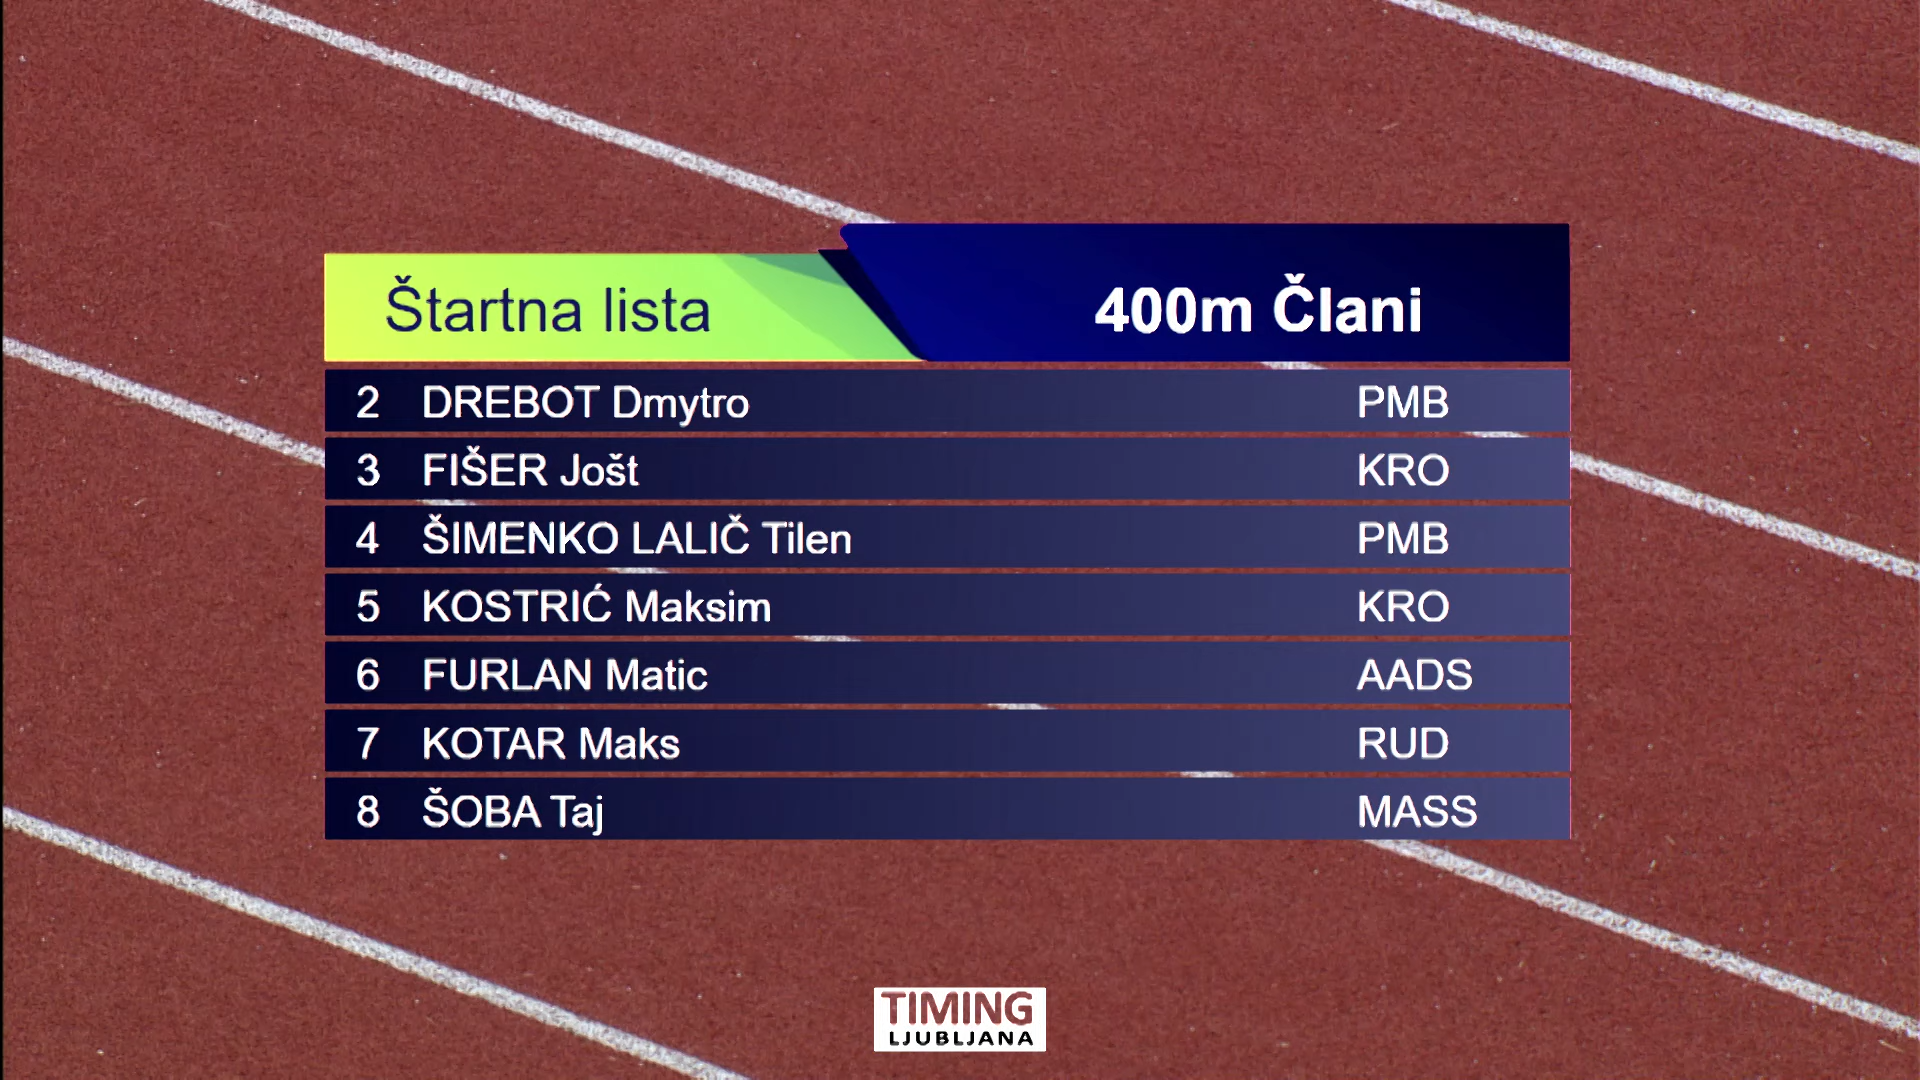 Štartna lista
400m Člani
2 DREBOT Dmytro PMB
3 FIŠER Jošt KRO
4 ŠIMENKO LALIČ Tilen PMB
5 KOSTRIĆ Maksim KRO
6 FURLAN Matic AADS
7 KOTAR Maks RUD
8 ŠOBA Taj MASS
TIMING
LJUBLJANA